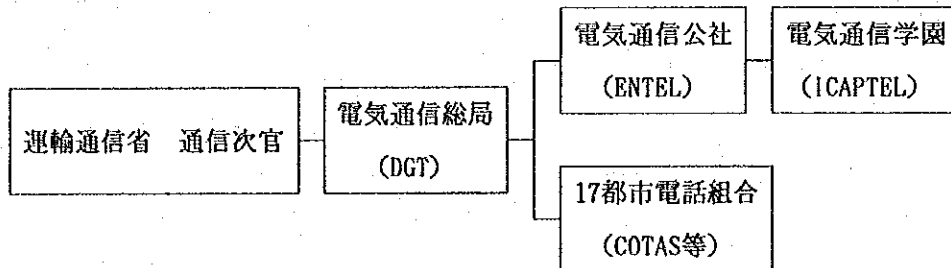 運輸通信省　通信次官
電気通信総局
(DGT)
電気通信公社
(ENTEL)
電気通信学園
(ICAPTEL)
17都市電話組合
(COTAS等)